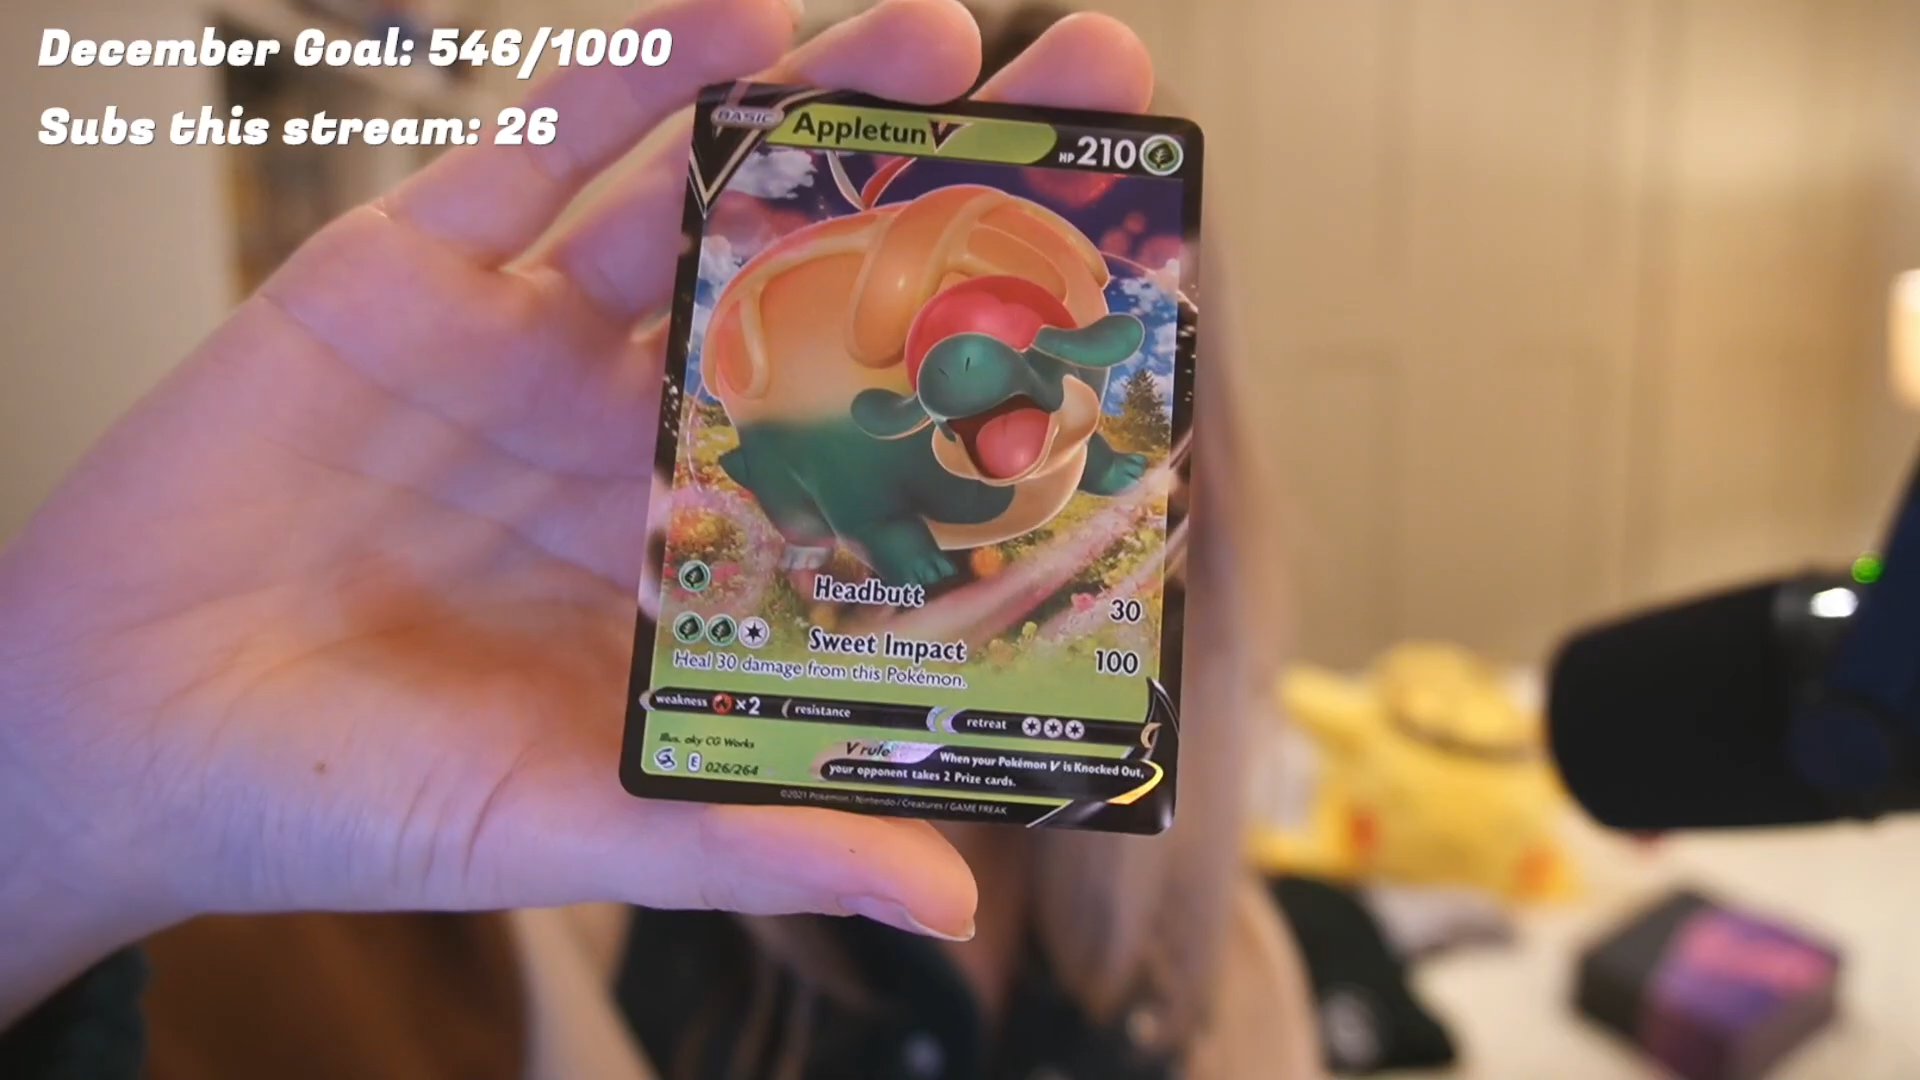 December Goal: 546/1000
Subs this stream: 26
BASIC
Appletun V
HP 210
Headbutt 30
Sweet Impact 100
Heal 30 damage from this Pokémon.
weakness ×2 resistance retreat
Illus. aky CG Works
E 026/264
V rule When your Pokémon V is Knocked Out,
your opponent takes 2 Prize cards.
©2021 Pokémon / Nintendo / Creatures / GAME FREAK